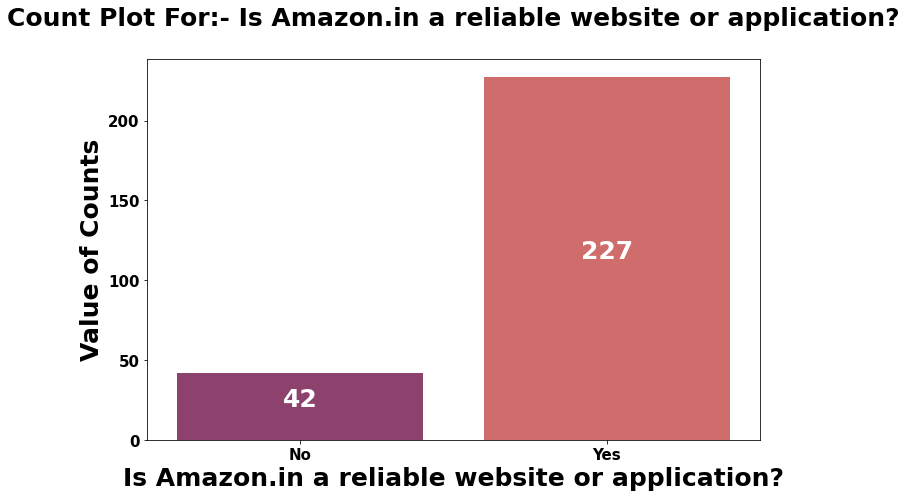 Count Plot For:- Is Amazon.in a reliable website or application?
Value of Counts
200
150
100
50
0
227
42
No
Yes
Is Amazon.in a reliable website or application?